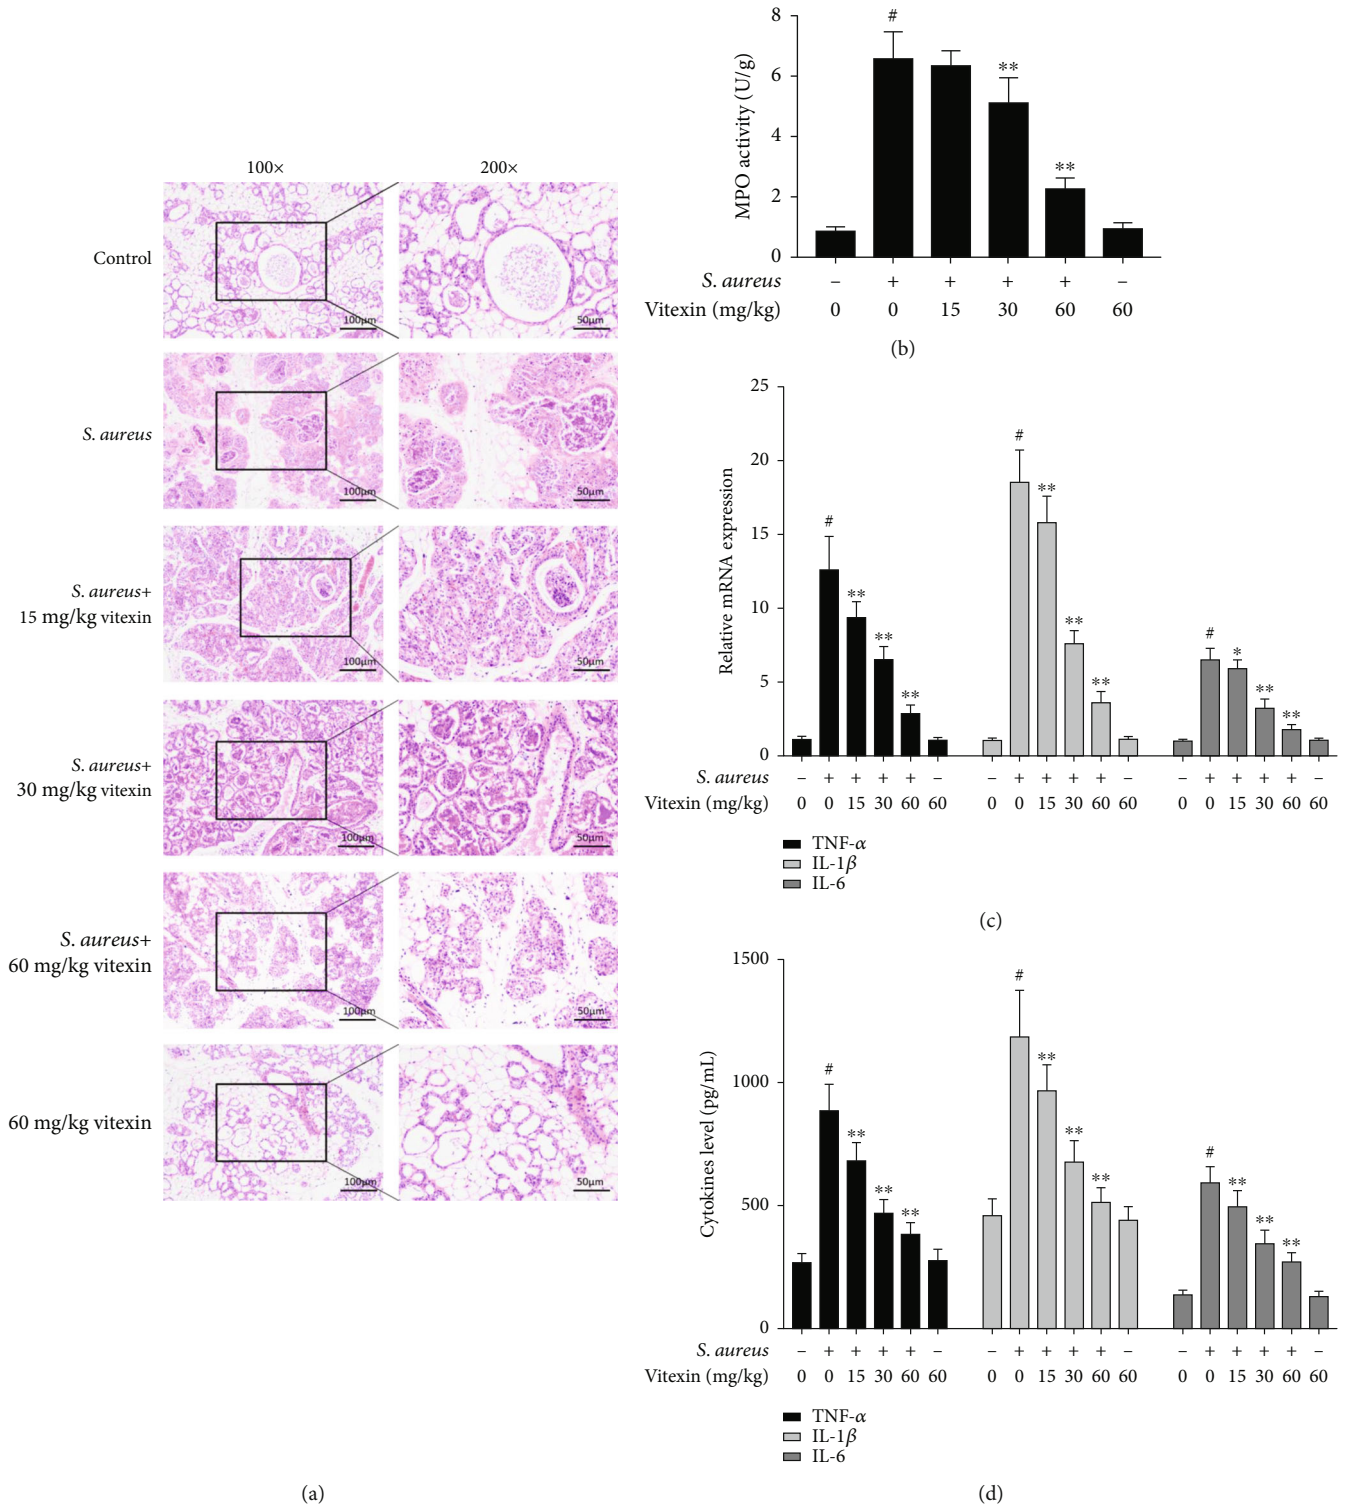 100×
200×
Control
100μm
50μm
S. aureus
100μm
50μm
S. aureus+
15 mg/kg vitexin
100μm
50μm
S. aureus+
30 mg/kg vitexin
100μm
50μm
S. aureus+
60 mg/kg vitexin
100μm
50μm
60 mg/kg vitexin
100μm
50μm
(a)
MPO activity (U/g)
8
6
4
2
0
#
**
**
S. aureus – + + + + –
Vitexin (mg/kg) 0 0 15 30 60 60
(b)
Relative mRNA expression
25
20
15
10
5
0
# ** ** **
# ** ** **
# * ** **
S. aureus – + + + + – – + + + + – – + + + + –
Vitexin (mg/kg) 0 0 15 30 60 60 0 0 15 30 60 60 0 0 15 30 60 60
TNF-α
IL-1β
IL-6
(c)
Cytokines level (pg/mL)
1500
1000
500
0
# ** ** **
# ** ** **
# ** ** **
S. aureus – + + + + – – + + + + – – + + + + –
Vitexin (mg/kg) 0 0 15 30 60 60 0 0 15 30 60 60 0 0 15 30 60 60
TNF-α
IL-1β
IL-6
(d)